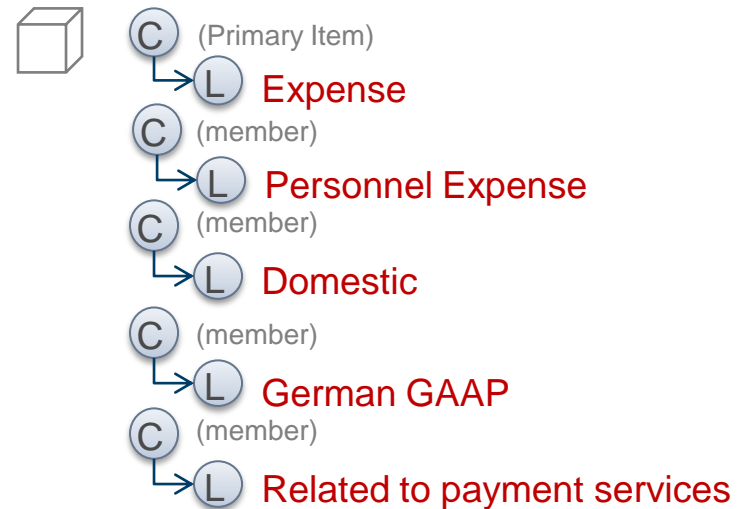 C (Primary Item)
L Expense
C (member)
L Personnel Expense
C (member)
L Domestic
C (member)
L German GAAP
C (member)
L Related to payment services